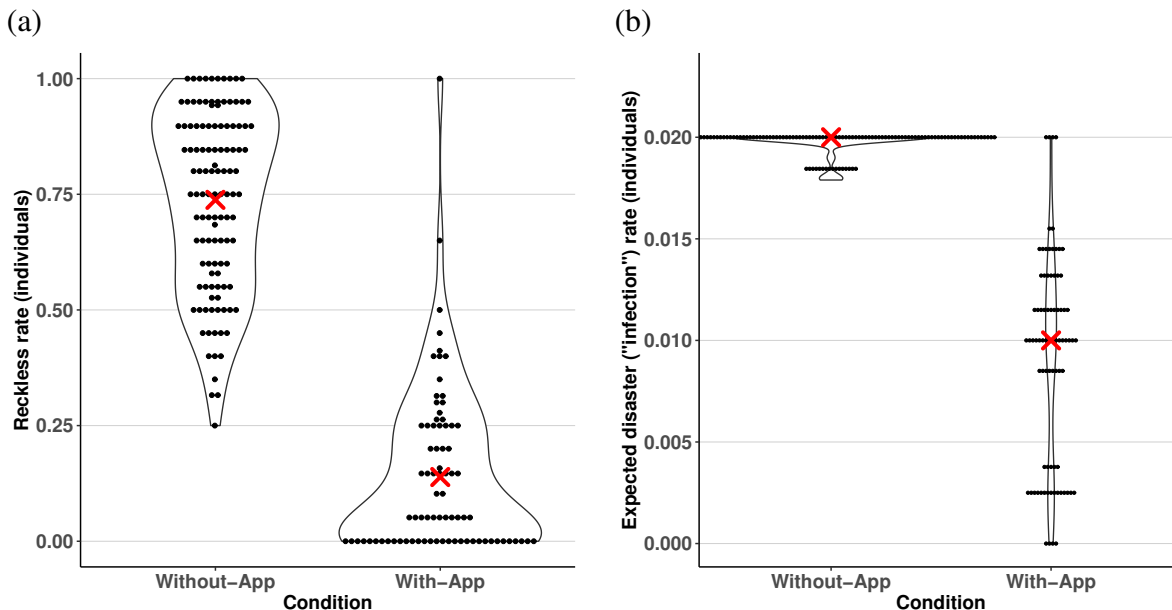 (a)
(b)
Reckless rate (individuals)
1.00
0.75
0.50
0.25
0.00
Without−App
With−App
Condition
Expected disaster ("infection") rate (individuals)
0.020
0.015
0.010
0.005
0.000
Without−App
With−App
Condition